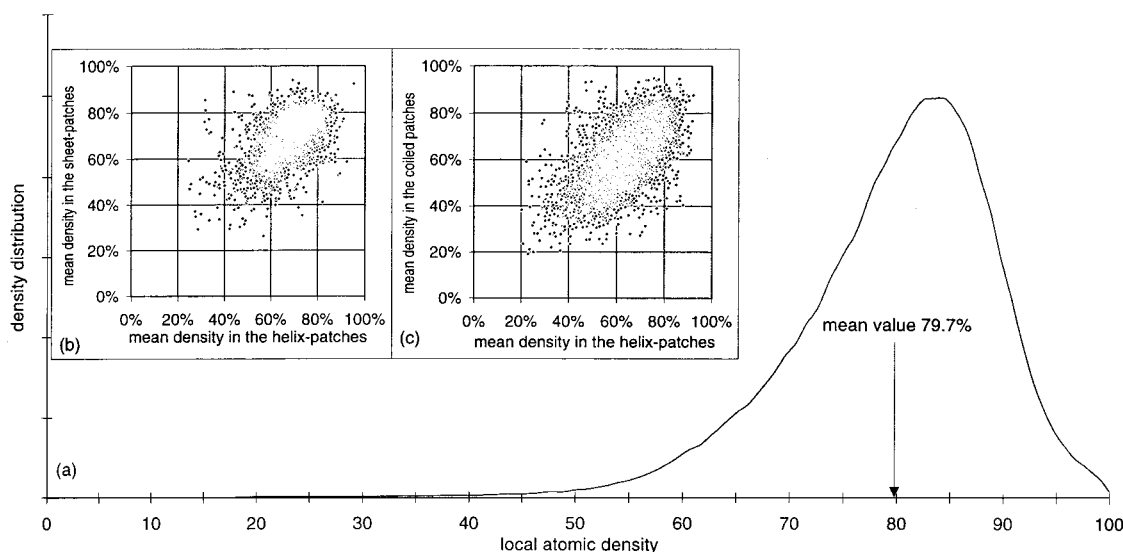 density distribution
(a)
0 10 20 30 40 50 60 70 80 90 100
local atomic density
mean value 79.7%
(b)
mean density in the sheet-patches
100%
80%
60%
40%
20%
0%
0% 20% 40% 60% 80% 100%
mean density in the helix-patches
(c)
mean density in the coiled patches
100%
80%
60%
40%
20%
0%
0% 20% 40% 60% 80% 100%
mean density in the helix-patches